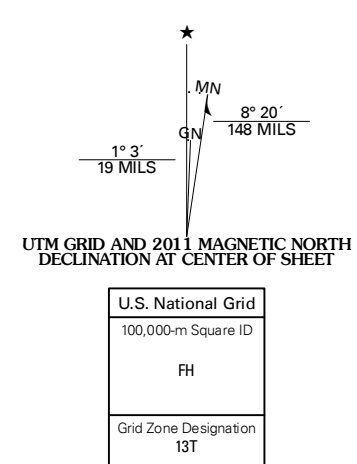 ★
MN
GN
8° 20´
148 MILS
1° 3´
19 MILS
UTM GRID AND 2011 MAGNETIC NORTH
DECLINATION AT CENTER OF SHEET
U.S. National Grid
100,000-m Square ID
FH
Grid Zone Designation
13T